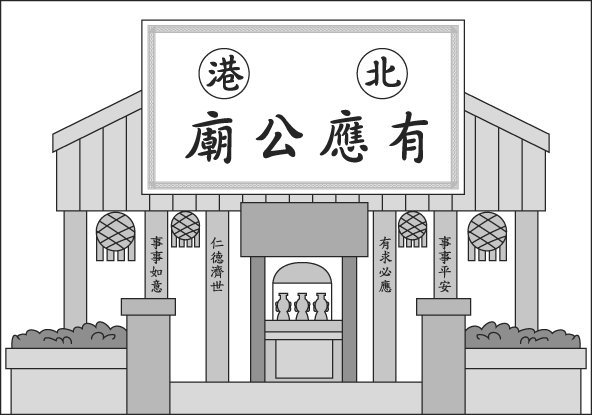 北港
有應公廟
事事平安
有求必應
仁德濟世
事事如意